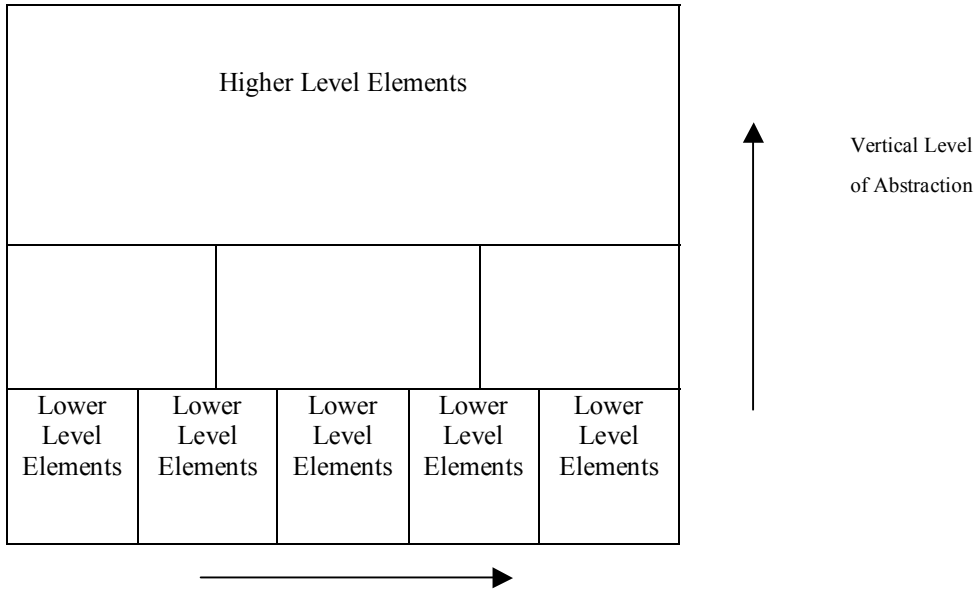 Higher Level Elements
Vertical Level
of Abstraction
Lower
Level
Elements
Lower
Level
Elements
Lower
Level
Elements
Lower
Level
Elements
Lower
Level
Elements